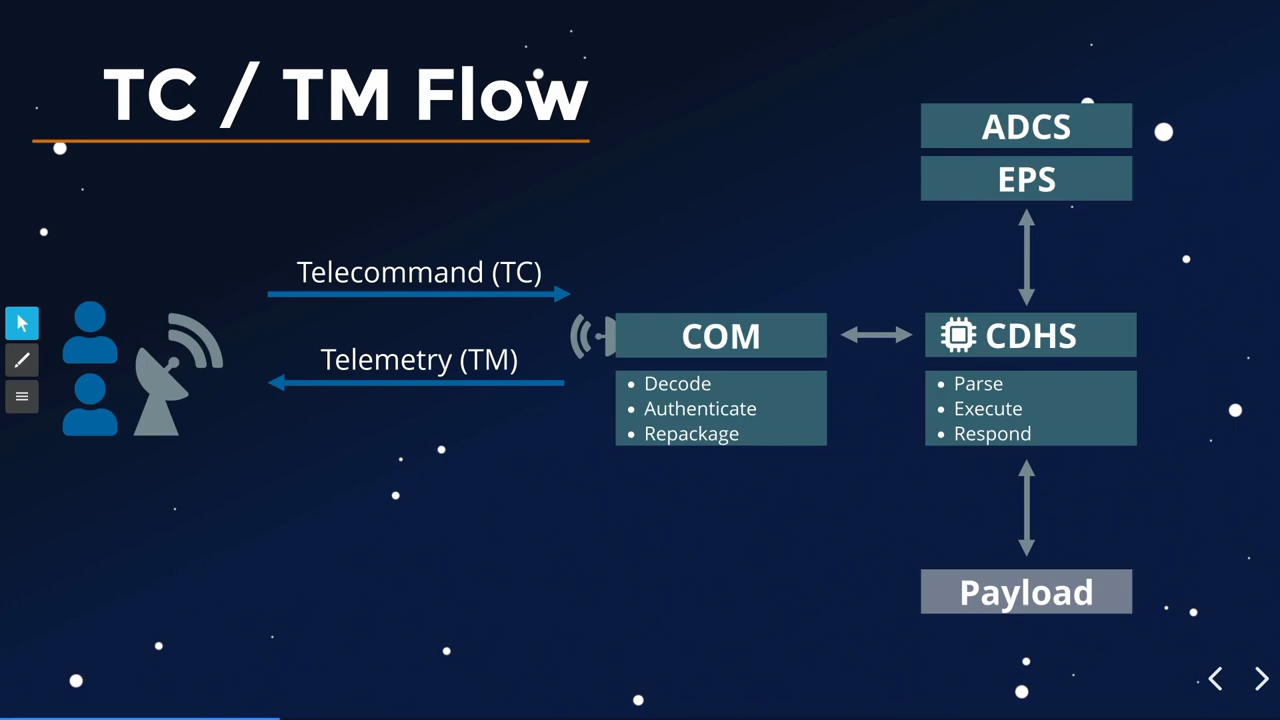 TC / TM Flow
ADCS
EPS
Telecommand (TC)
Telemetry (TM)
COM
• Decode
• Authenticate
• Repackage
CDHS
• Parse
• Execute
• Respond
Payload